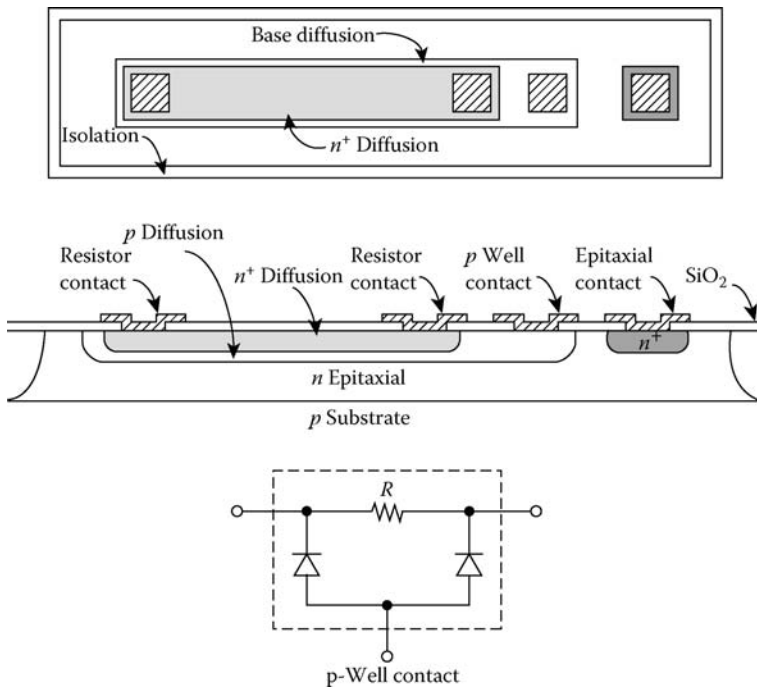 Base diffusion
Isolation
n+ Diffusion
p Diffusion
Resistor
contact
n+ Diffusion
Resistor
contact
p Well
contact
Epitaxial
contact
SiO2
n+
n Epitaxial
p Substrate
R
p-Well contact